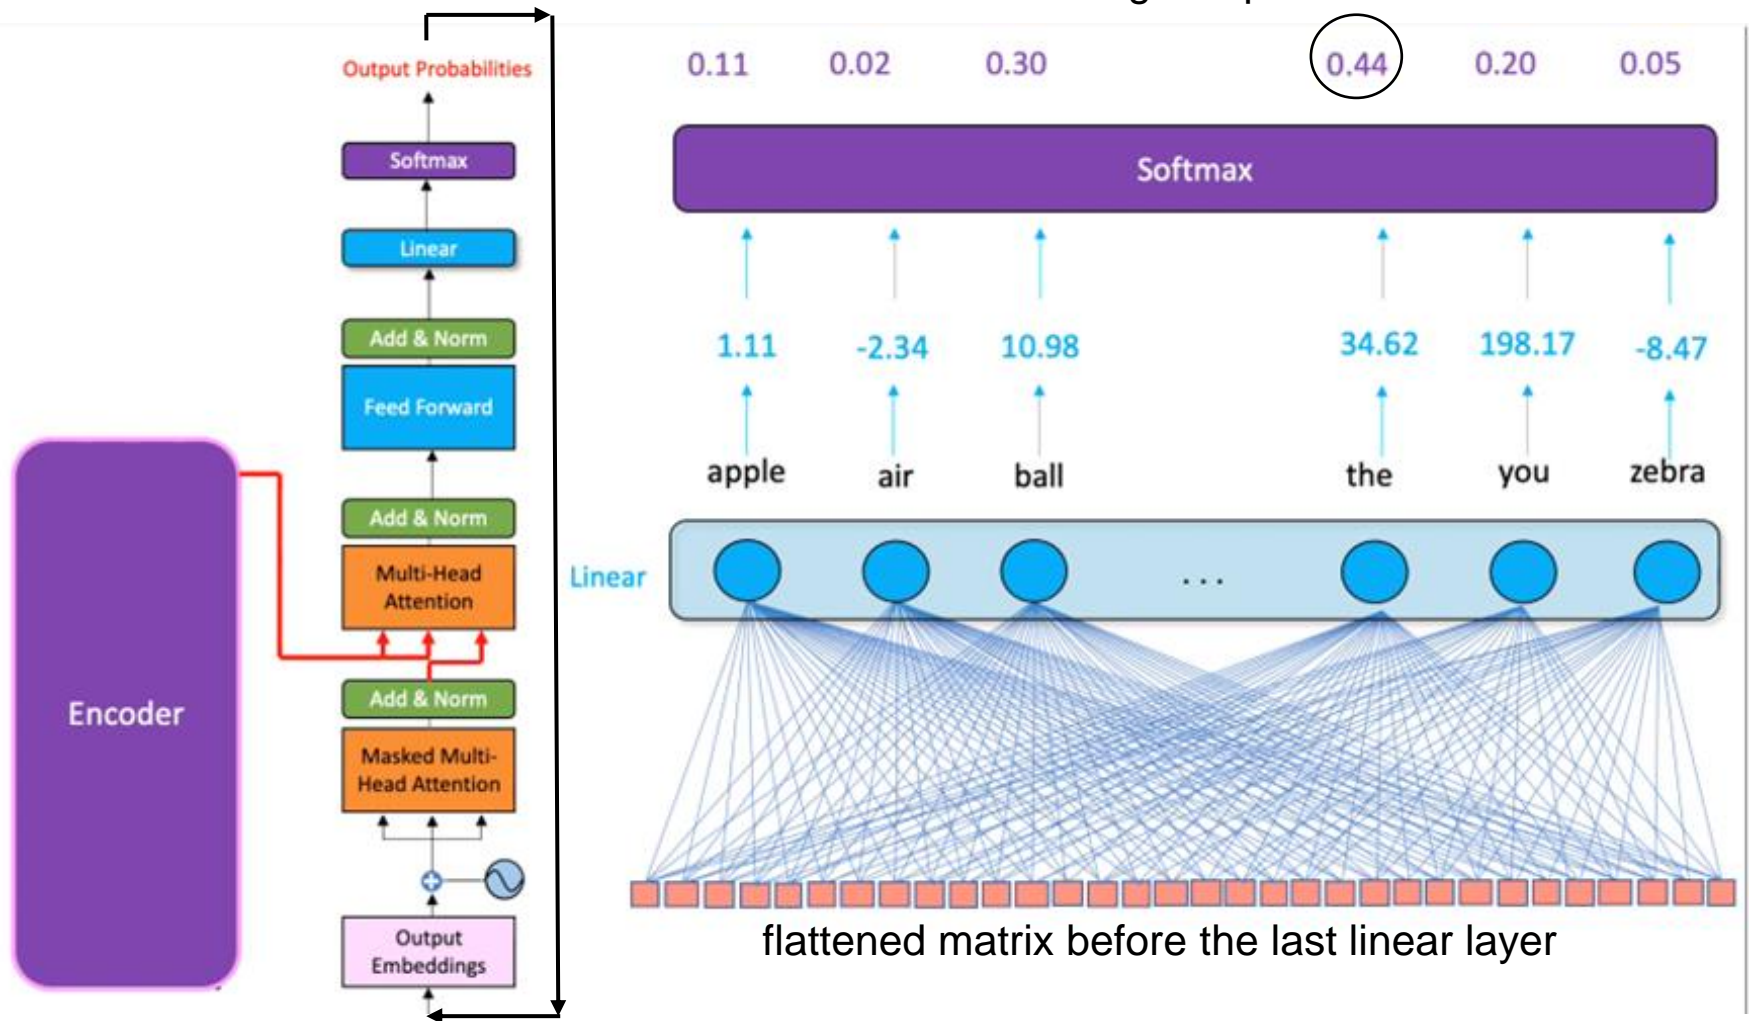 Output Probabilities
Softmax
Linear
Add & Norm
Feed Forward
Add & Norm
Multi-Head
Attention
Add & Norm
Masked Multi-
Head Attention
Output
Embeddings
Encoder
0.11 0.02 0.30 0.44 0.20 0.05
Softmax
1.11 -2.34 10.98 34.62 198.17 -8.47
apple air ball the you zebra
Linear
...
flattened matrix before the last linear layer